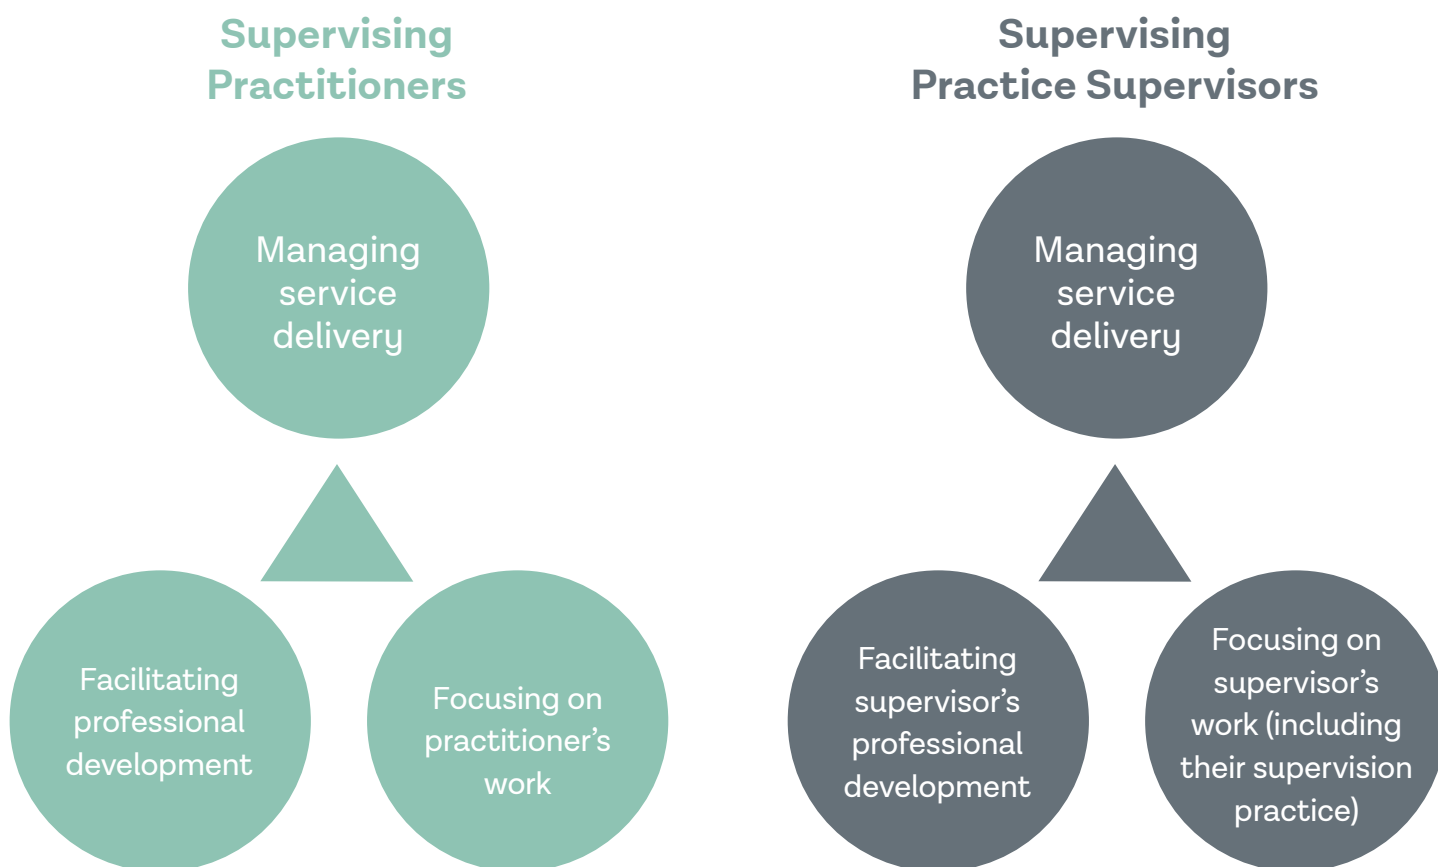 Supervising
Practitioners
Managing
service
delivery
Facilitating
professional
development
Focusing on
practitioner’s
work
Supervising
Practice Supervisors
Managing
service
delivery
Facilitating
supervisor’s
professional
development
Focusing on
supervisor’s
work (including
their supervision
practice)